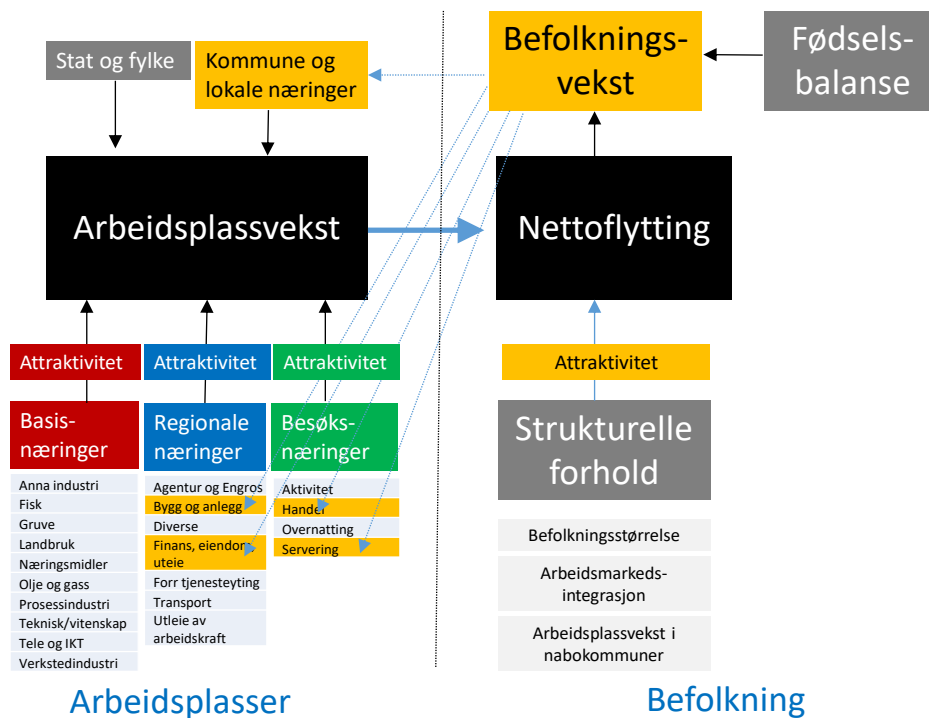 Stat og fylke
Kommune og
lokale næringer
Befolknings-
vekst
Fødsels-
balanse
Arbeidsplassvekst
Nettoflytting
Attraktivitet
Attraktivitet
Attraktivitet
Attraktivitet
Basis-
næringer
Regionale
næringer
Besøks-
næringer
Strukturelle
forhold
Anna industri
Fisk
Gruve
Landbruk
Næringsmidler
Olje og gass
Prosessindustri
Teknisk/vitenskap
Tele og IKT
Verkstedindustri
Agentur og Engros
Bygg og anlegg
Diverse
Finans, eiendom,
uteie
Forr tjenesteyting
Transport
Utleie av
arbeidskraft
Aktivitet
Handel
Overnatting
Servering
Befolkningsstørrelse
Arbeidsmarkeds-
integrasjon
Arbeidsplassvekst i
nabokommuner
Arbeidsplasser
Befolkning